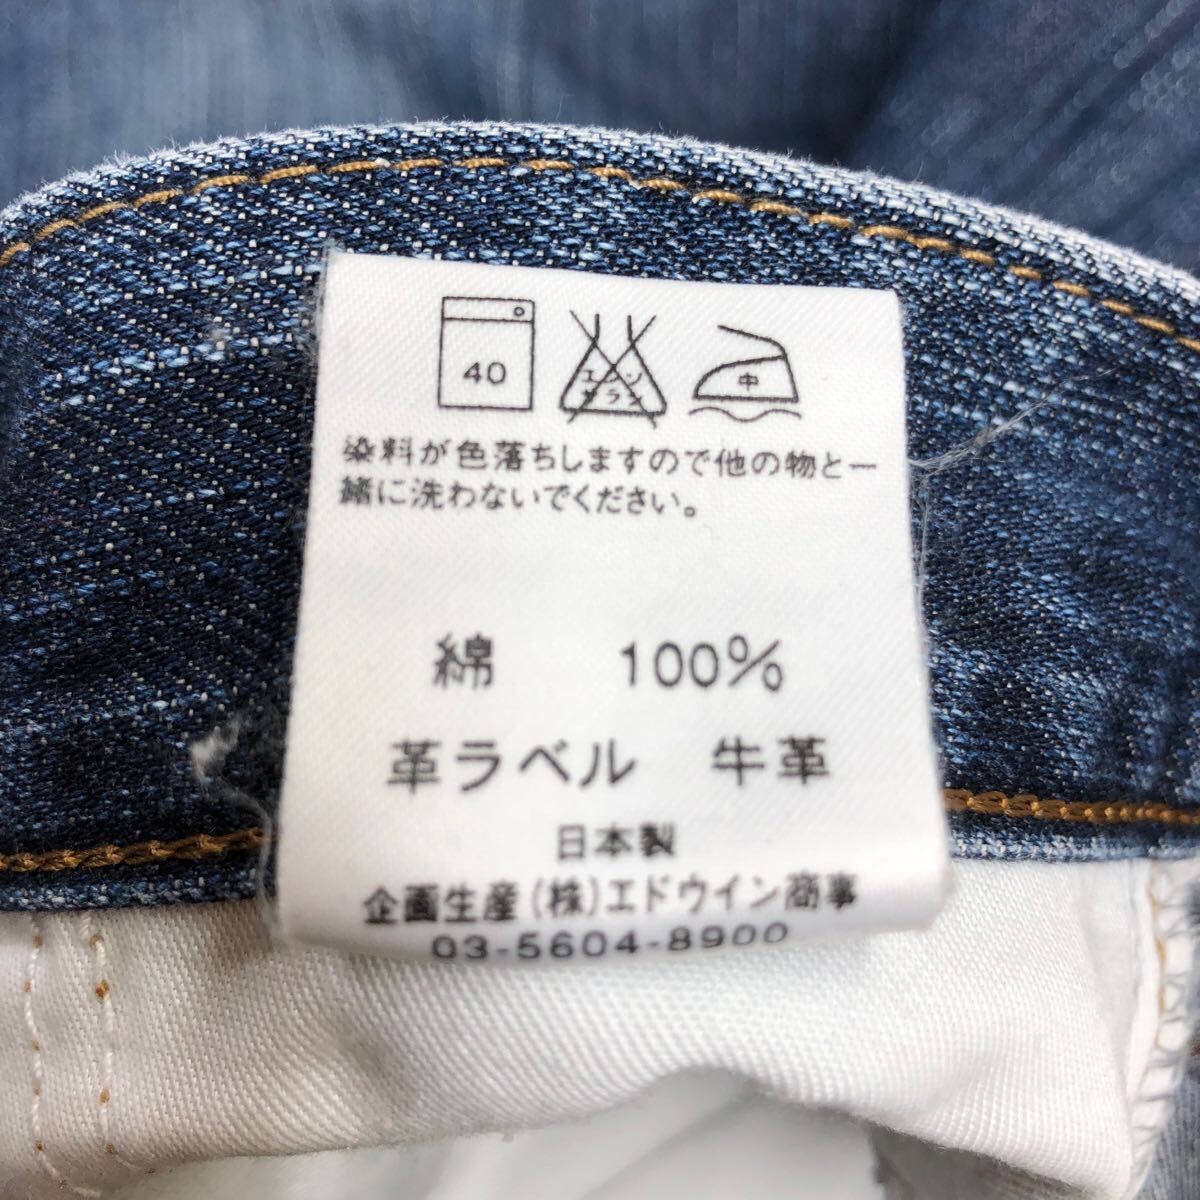 40
エンソ
サラシ
中
染料が色落ちしますので他の物と一
緒に洗わないでください。
綿 100%
革ラベル 牛革
日本製
企画生産(株)エドウイン商事
03-5604-8900